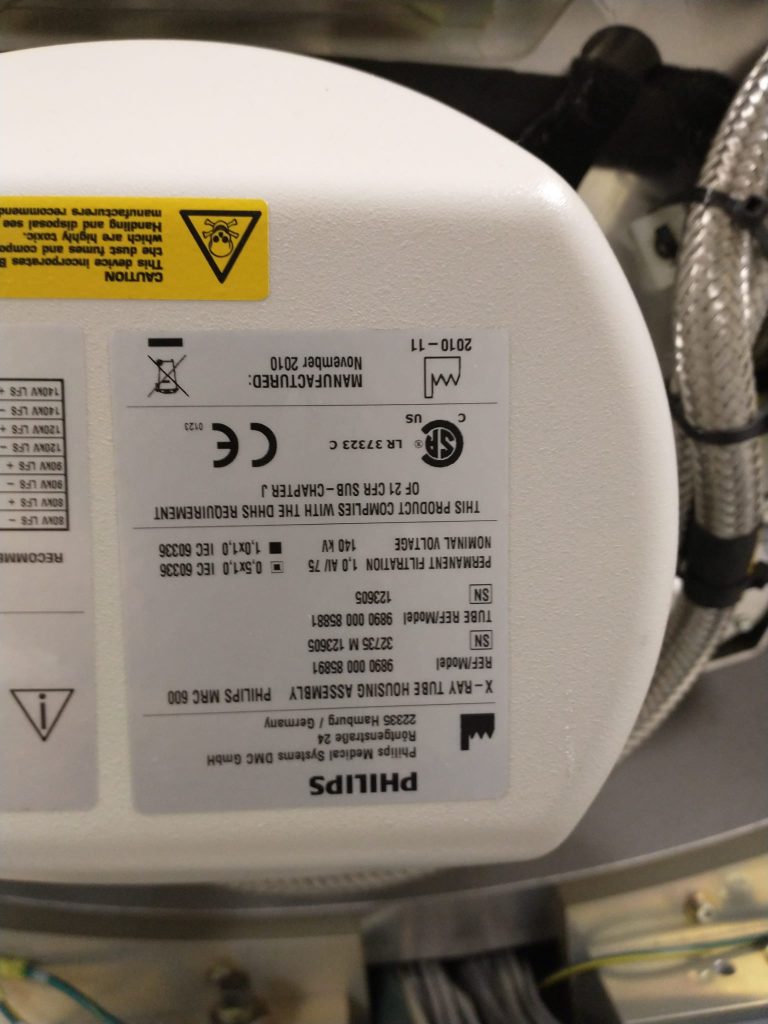 PHILIPS
Philips Medical Systems DMC GmbH
Röntgenstraße 24
22335 Hamburg / Germany
X-RAY TUBE HOUSING ASSEMBLY PHILIPS MRC 600
REF/Model 9890 000 85891
SN 32735 M 123605
TUBE REF/Model 9890 000 85881
SN 123605
PERMANENT FILTRATION 1,0 Al/75 0,5x1,0 IEC 60336
NOMINAL VOLTAGE 140 kV 1,0x1,0 IEC 60336
THIS PRODUCT COMPLIES WITH THE DHHS REQUIREMENT
OF 21 CFR SUB-CHAPTER J
C SA ® US LR 37323 C CE 0123
2010-11 MANUFACTURED:
November 2010
i
RECOMME
80kV LFS -
80kV LFS +
90kV LFS -
90kV LFS +
120kV LFS -
120kV LFS +
140kV LFS -
140kV LFS +
CAUTION
This device incorporates B
the dust fumes and
which are highly toxic.
Handling and disposal see
manufacturers recommend